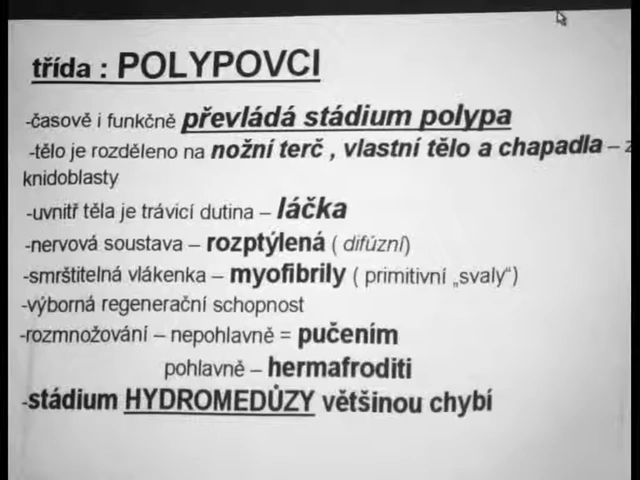 třída : POLYPOVCI
-časově i funkčně převládá stádium polypa
-tělo je rozděleno na nožní terč , vlastní tělo a chapadla –
knidoblasty
-uvnitř těla je trávicí dutina – láčka
-nervová soustava – rozptýlená ( difúzní)
-smrštitelná vlákenka – myofibrily ( primitivní „svaly“)
-výborná regenerační schopnost
-rozmnožování – nepohlavně = pučením
pohlavně – hermafroditi
-stádium HYDROMEDŮZY většinou chybí